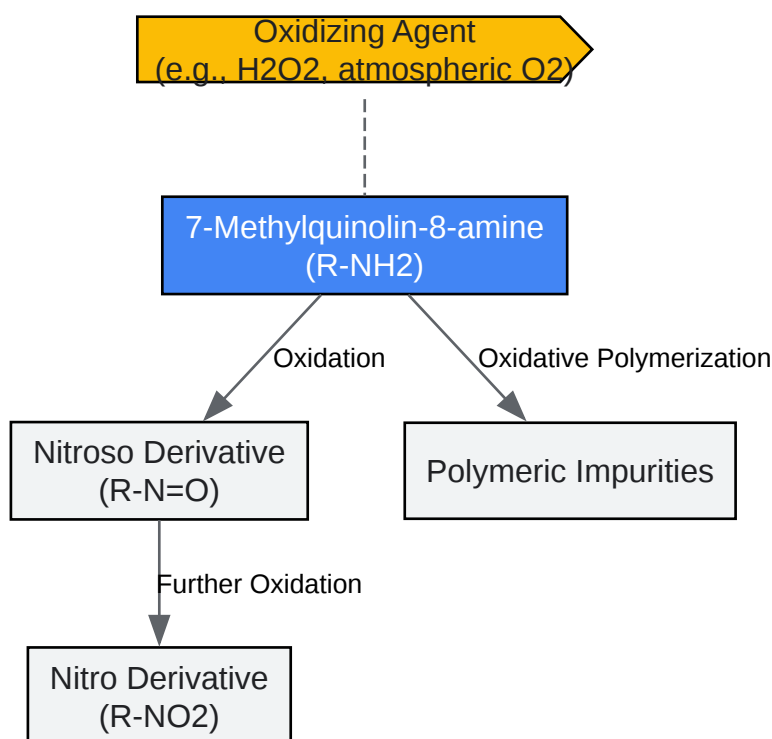 Oxidizing Agent
(e.g., H2O2, atmospheric O2)
7-Methylquinolin-8-amine
(R-NH2)
Oxidation
Oxidative Polymerization
Nitroso Derivative
(R-N=O)
Polymeric Impurities
Further Oxidation
Nitro Derivative
(R-NO2)